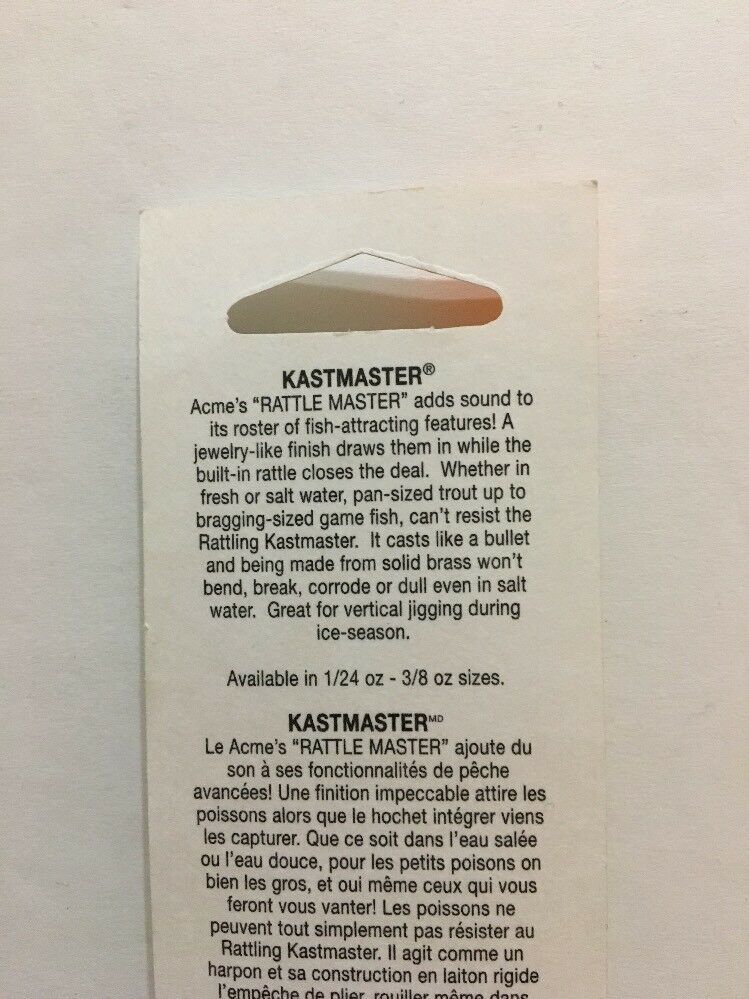 KASTMASTER®
Acme's "RATTLE MASTER" adds sound to
its roster of fish-attracting features! A
jewelry-like finish draws them in while the
built-in rattle closes the deal. Whether in
fresh or salt water, pan-sized trout up to
bragging-sized game fish, can't resist the
Rattling Kastmaster. It casts like a bullet
and being made from solid brass won't
bend, break, corrode or dull even in salt
water. Great for vertical jigging during
ice-season.
Available in 1/24 oz - 3/8 oz sizes.
KASTMASTER MD
Le Acme's "RATTLE MASTER" ajoute du
son à ses fonctionnalités de pêche
avancées! Une finition impeccable attire les
poissons alors que le hochet intégrer viens
les capturer. Que ce soit dans l'eau salée
ou l'eau douce, pour les petits poisons on
bien les gros, et oui même ceux qui vous
feront vous vanter! Les poissons ne
peuvent tout simplement pas résister au
Rattling Kastmaster. Il agit comme un
harpon et sa construction en laiton rigide
l'empêche de plier, rouiller même dans